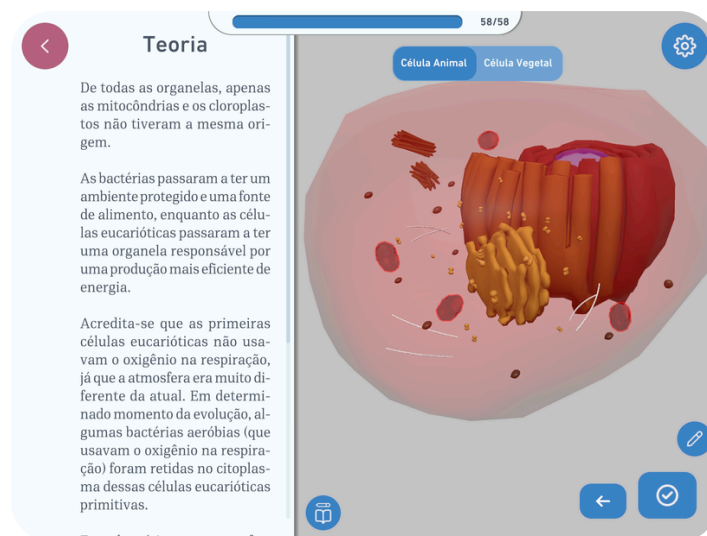 58/58
Teoria
De todas as organelas, apenas
as mitocôndrias e os cloroplas-
tos não tiveram a mesma ori-
gem.
As bactérias passaram a ter um
ambiente protegido e uma fonte
de alimento, enquanto as célu-
las eucarióticas passaram a ter
uma organela responsável por
uma produção mais eficiente de
energia.
Acredita-se que as primeiras
células eucarióticas não usa-
vam o oxigênio na respiração,
já que a atmosfera era muito di-
ferente da atual. Em determi-
nado momento da evolução, al-
gumas bactérias aeróbias (que
usavam o oxigênio na respira-
ção) foram retidas no citoplas-
ma dessas células eucarióticas
primitivas.
Célula Animal Célula Vegetal